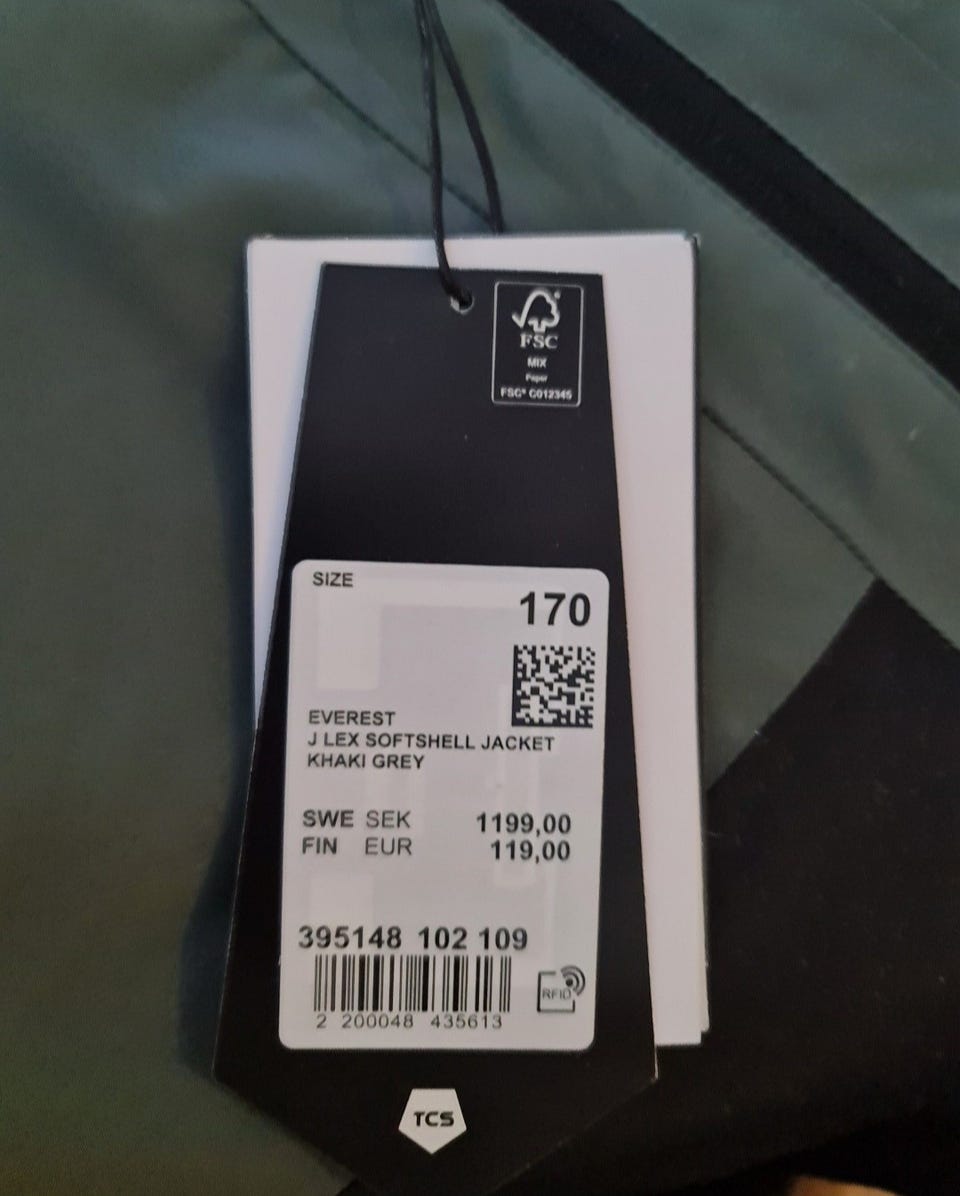 FSC
MIX
Paper
FSC® C012345
SIZE
170
EVEREST
J LEX SOFTSHELL JACKET
KHAKI GREY
SWE SEK 1199,00
FIN EUR 119,00
395148 102 109
RFID
2 200048 435613
TCS